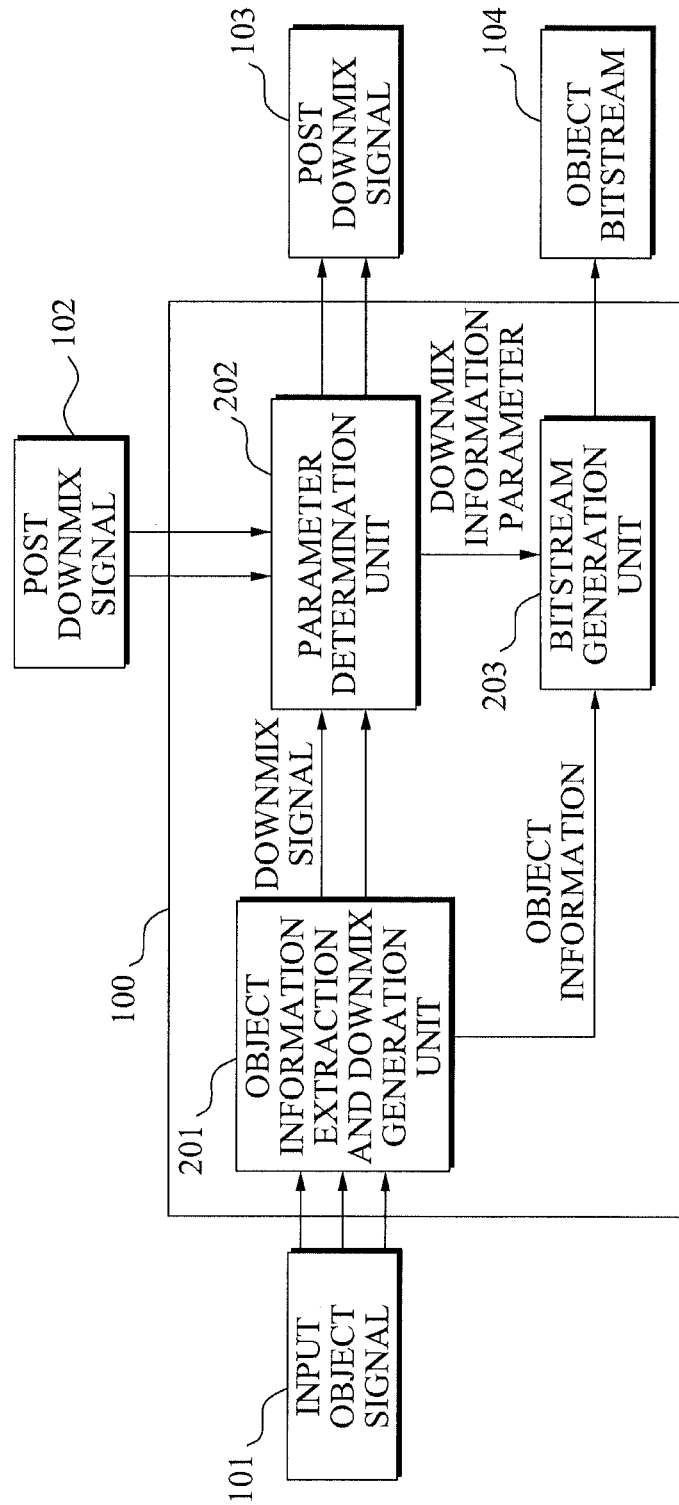 100
101
INPUT
OBJECT
SIGNAL
201
OBJECT
INFORMATION
EXTRACTION
AND DOWNMIX
GENERATION
UNIT
DOWNMIX
SIGNAL
OBJECT
INFORMATION
102
POST
DOWNMIX
SIGNAL
202
PARAMETER
DETERMINATION
UNIT
DOWNMIX
INFORMATION
PARAMETER
203
BITSTREAM
GENERATION
UNIT
103
POST
DOWNMIX
SIGNAL
104
OBJECT
BITSTREAM